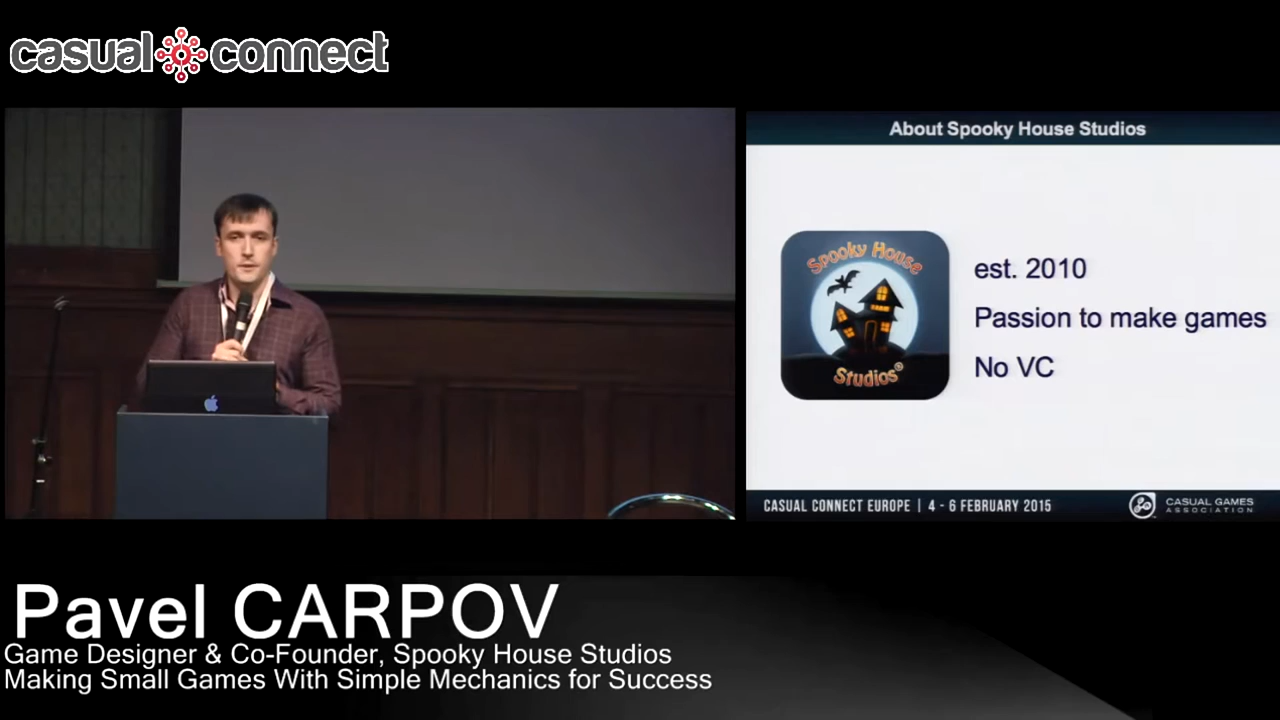 casual connect
About Spooky House Studios
Spooky House
Studios®
est. 2010
Passion to make games
No VC
CASUAL CONNECT EUROPE | 4 - 6 FEBRUARY 2015
CASUAL GAMES
ASSOCIATION
Pavel CARPOV
Game Designer & Co-Founder, Spooky House Studios
Making Small Games With Simple Mechanics for Success